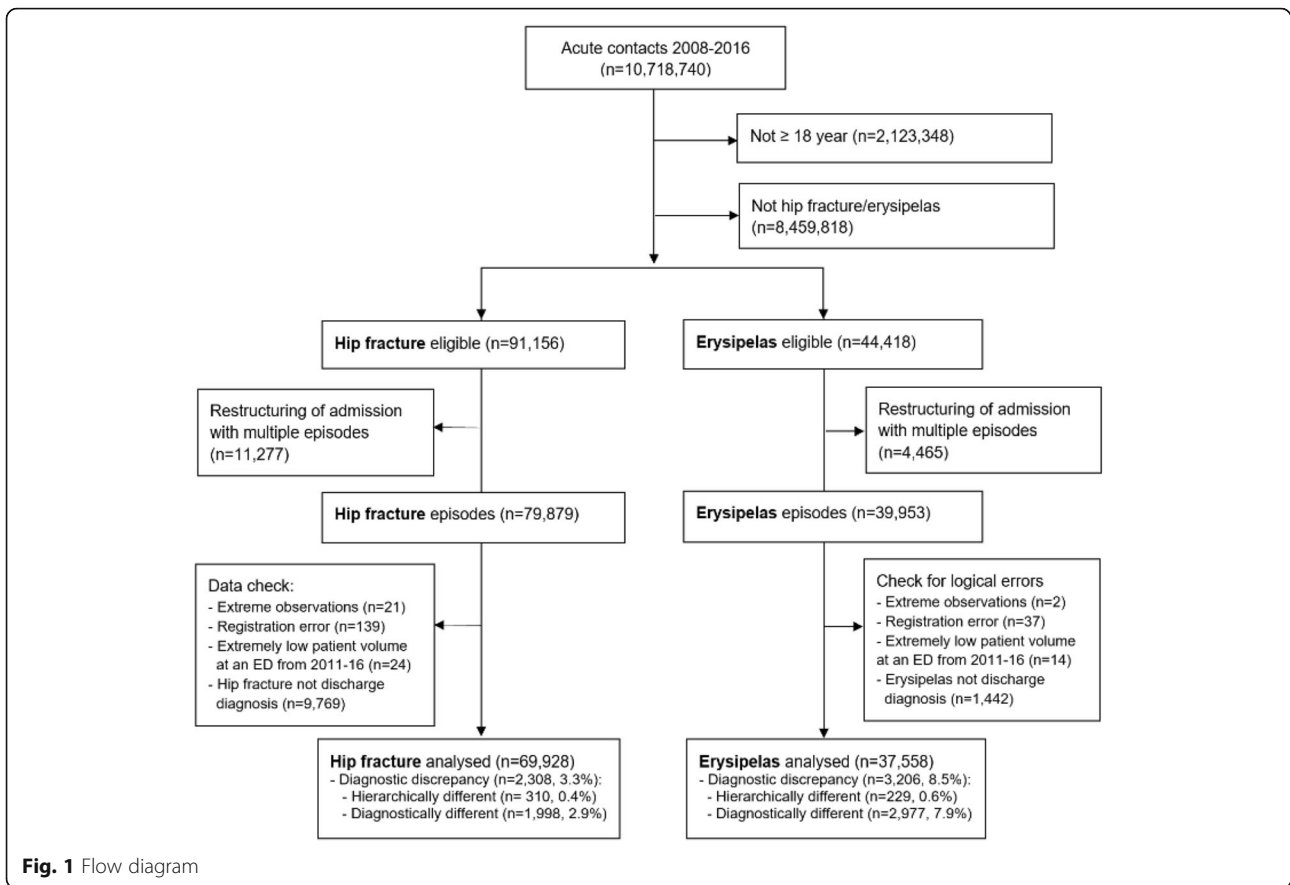 Acute contacts 2008-2016
(n=10,718,740)
Not ≥ 18 year (n=2,123,348)
Not hip fracture/erysipelas
(n=8,459,818)
Hip fracture eligible (n=91,156)
Erysipelas eligible (n=44,418)
Restructuring of admission
with multiple episodes
(n=11,277)
Restructuring of admission
with multiple episodes
(n=4,465)
Hip fracture episodes (n=79,879)
Erysipelas episodes (n=39,953)
Data check:
- Extreme observations (n=21)
- Registration error (n=139)
- Extremely low patient volume
at an ED from 2011-16 (n=24)
- Hip fracture not discharge
diagnosis (n=9,769)
Check for logical errors
- Extreme observations (n=2)
- Registration error (n=37)
- Extremely low patient volume
at an ED from 2011-16 (n=14)
- Erysipelas not discharge
diagnosis (n=1,442)
Hip fracture analysed (n=69,928)
- Diagnostic discrepancy (n=2,308, 3.3%):
- Hierarchically different (n= 310, 0.4%)
- Diagnostically different (n=1,998, 2.9%)
Erysipelas analysed (n=37,558)
- Diagnostic discrepancy (n=3,206, 8.5%):
- Hierarchically different (n=229, 0.6%)
- Diagnostically different (n=2,977, 7.9%)
Fig. 1 Flow diagram